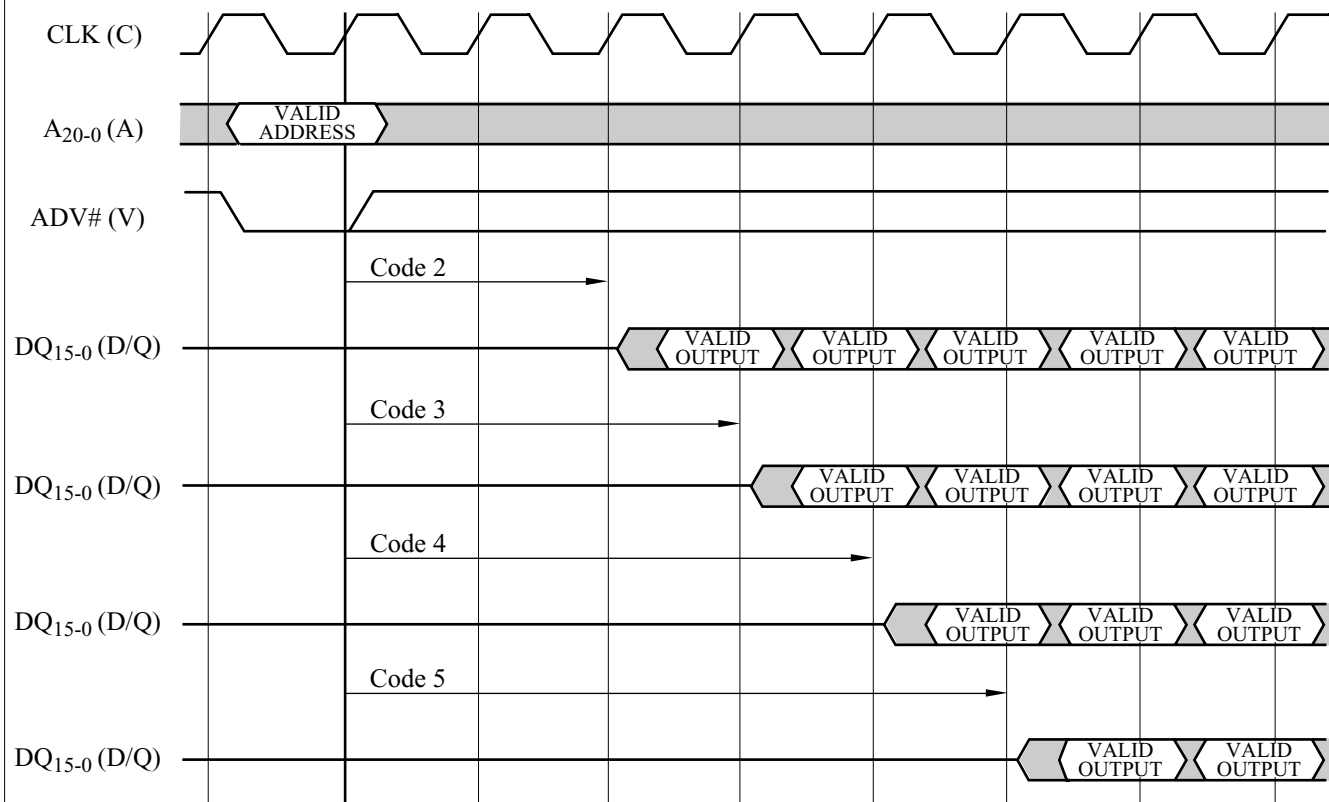 CLK (C)
VALID
ADDRESS
A20-0 (A)
ADV# (V)
Code 2
DQ15-0 (D/Q)
VALID OUTPUT VALID OUTPUT VALID OUTPUT VALID OUTPUT VALID OUTPUT
Code 3
DQ15-0 (D/Q)
VALID OUTPUT VALID OUTPUT VALID OUTPUT VALID OUTPUT
Code 4
DQ15-0 (D/Q)
VALID OUTPUT VALID OUTPUT VALID OUTPUT
Code 5
DQ15-0 (D/Q)
VALID OUTPUT VALID OUTPUT